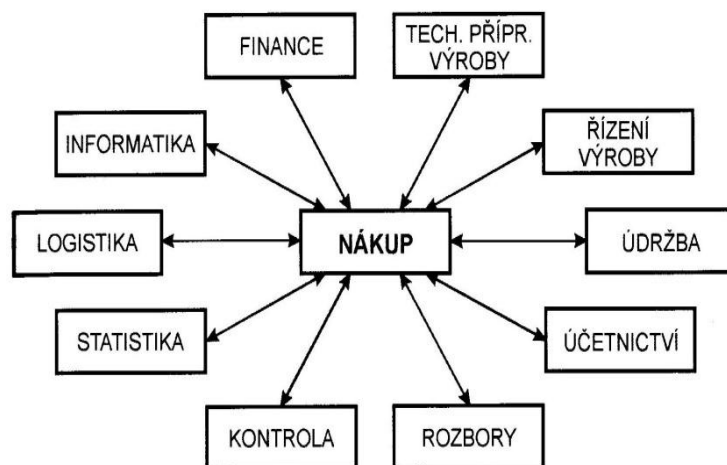 FINANCE
TECH. PŘÍPR.
VÝROBY
INFORMATIKA
ŘÍZENÍ
VÝROBY
LOGISTIKA
NÁKUP
ÚDRŽBA
STATISTIKA
ÚČETNICTVÍ
KONTROLA
ROZBORY